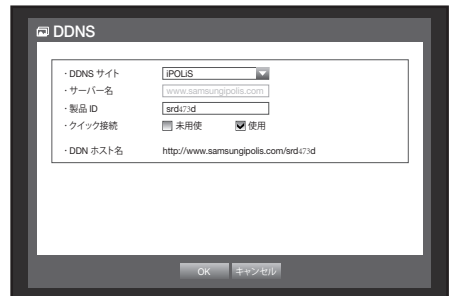 DDNS
· DDNS サイト iPOLiS
· サーバー名 www.samsungipolis.com
· 製品 ID srd473d
· クイック接続 未用使 使用
· DDN ホスト名 http://www.samsungipolis.com/srd473d
OK キャンセル